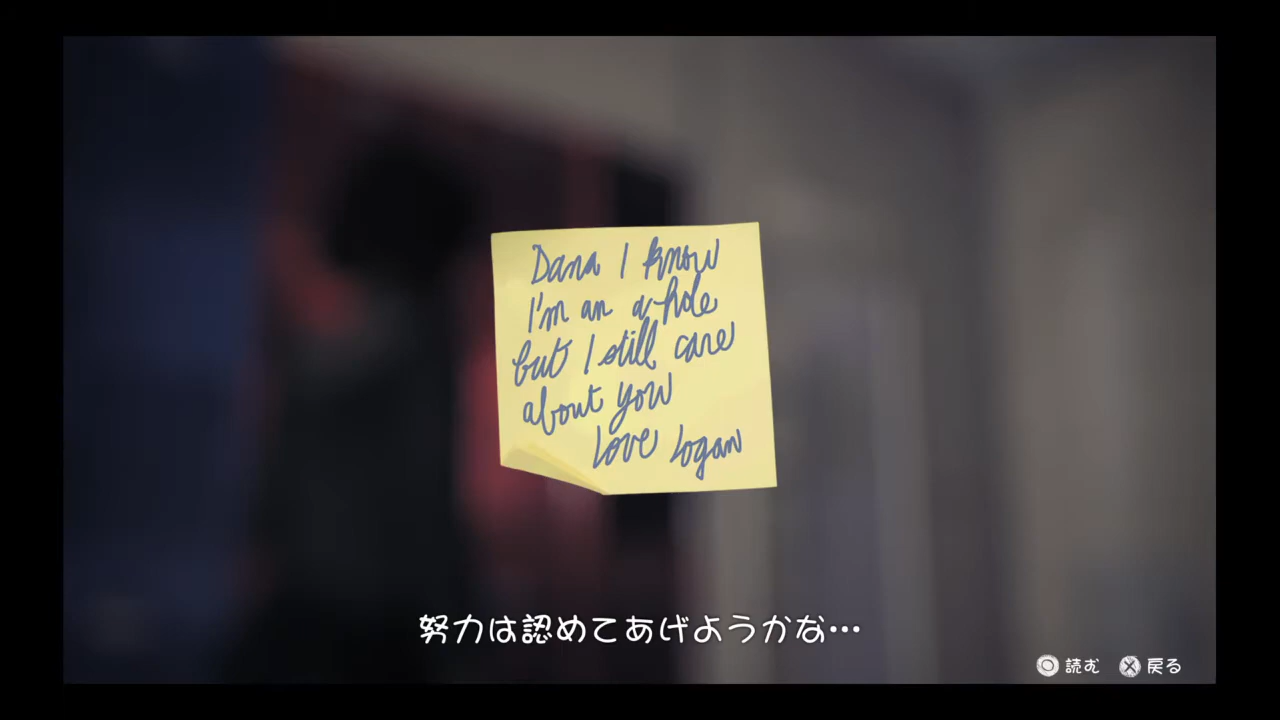 Dana I know
I'm an a-hole
but I still care
about you
Love Logan
努力は認めてあげようかな…
読む 戻る